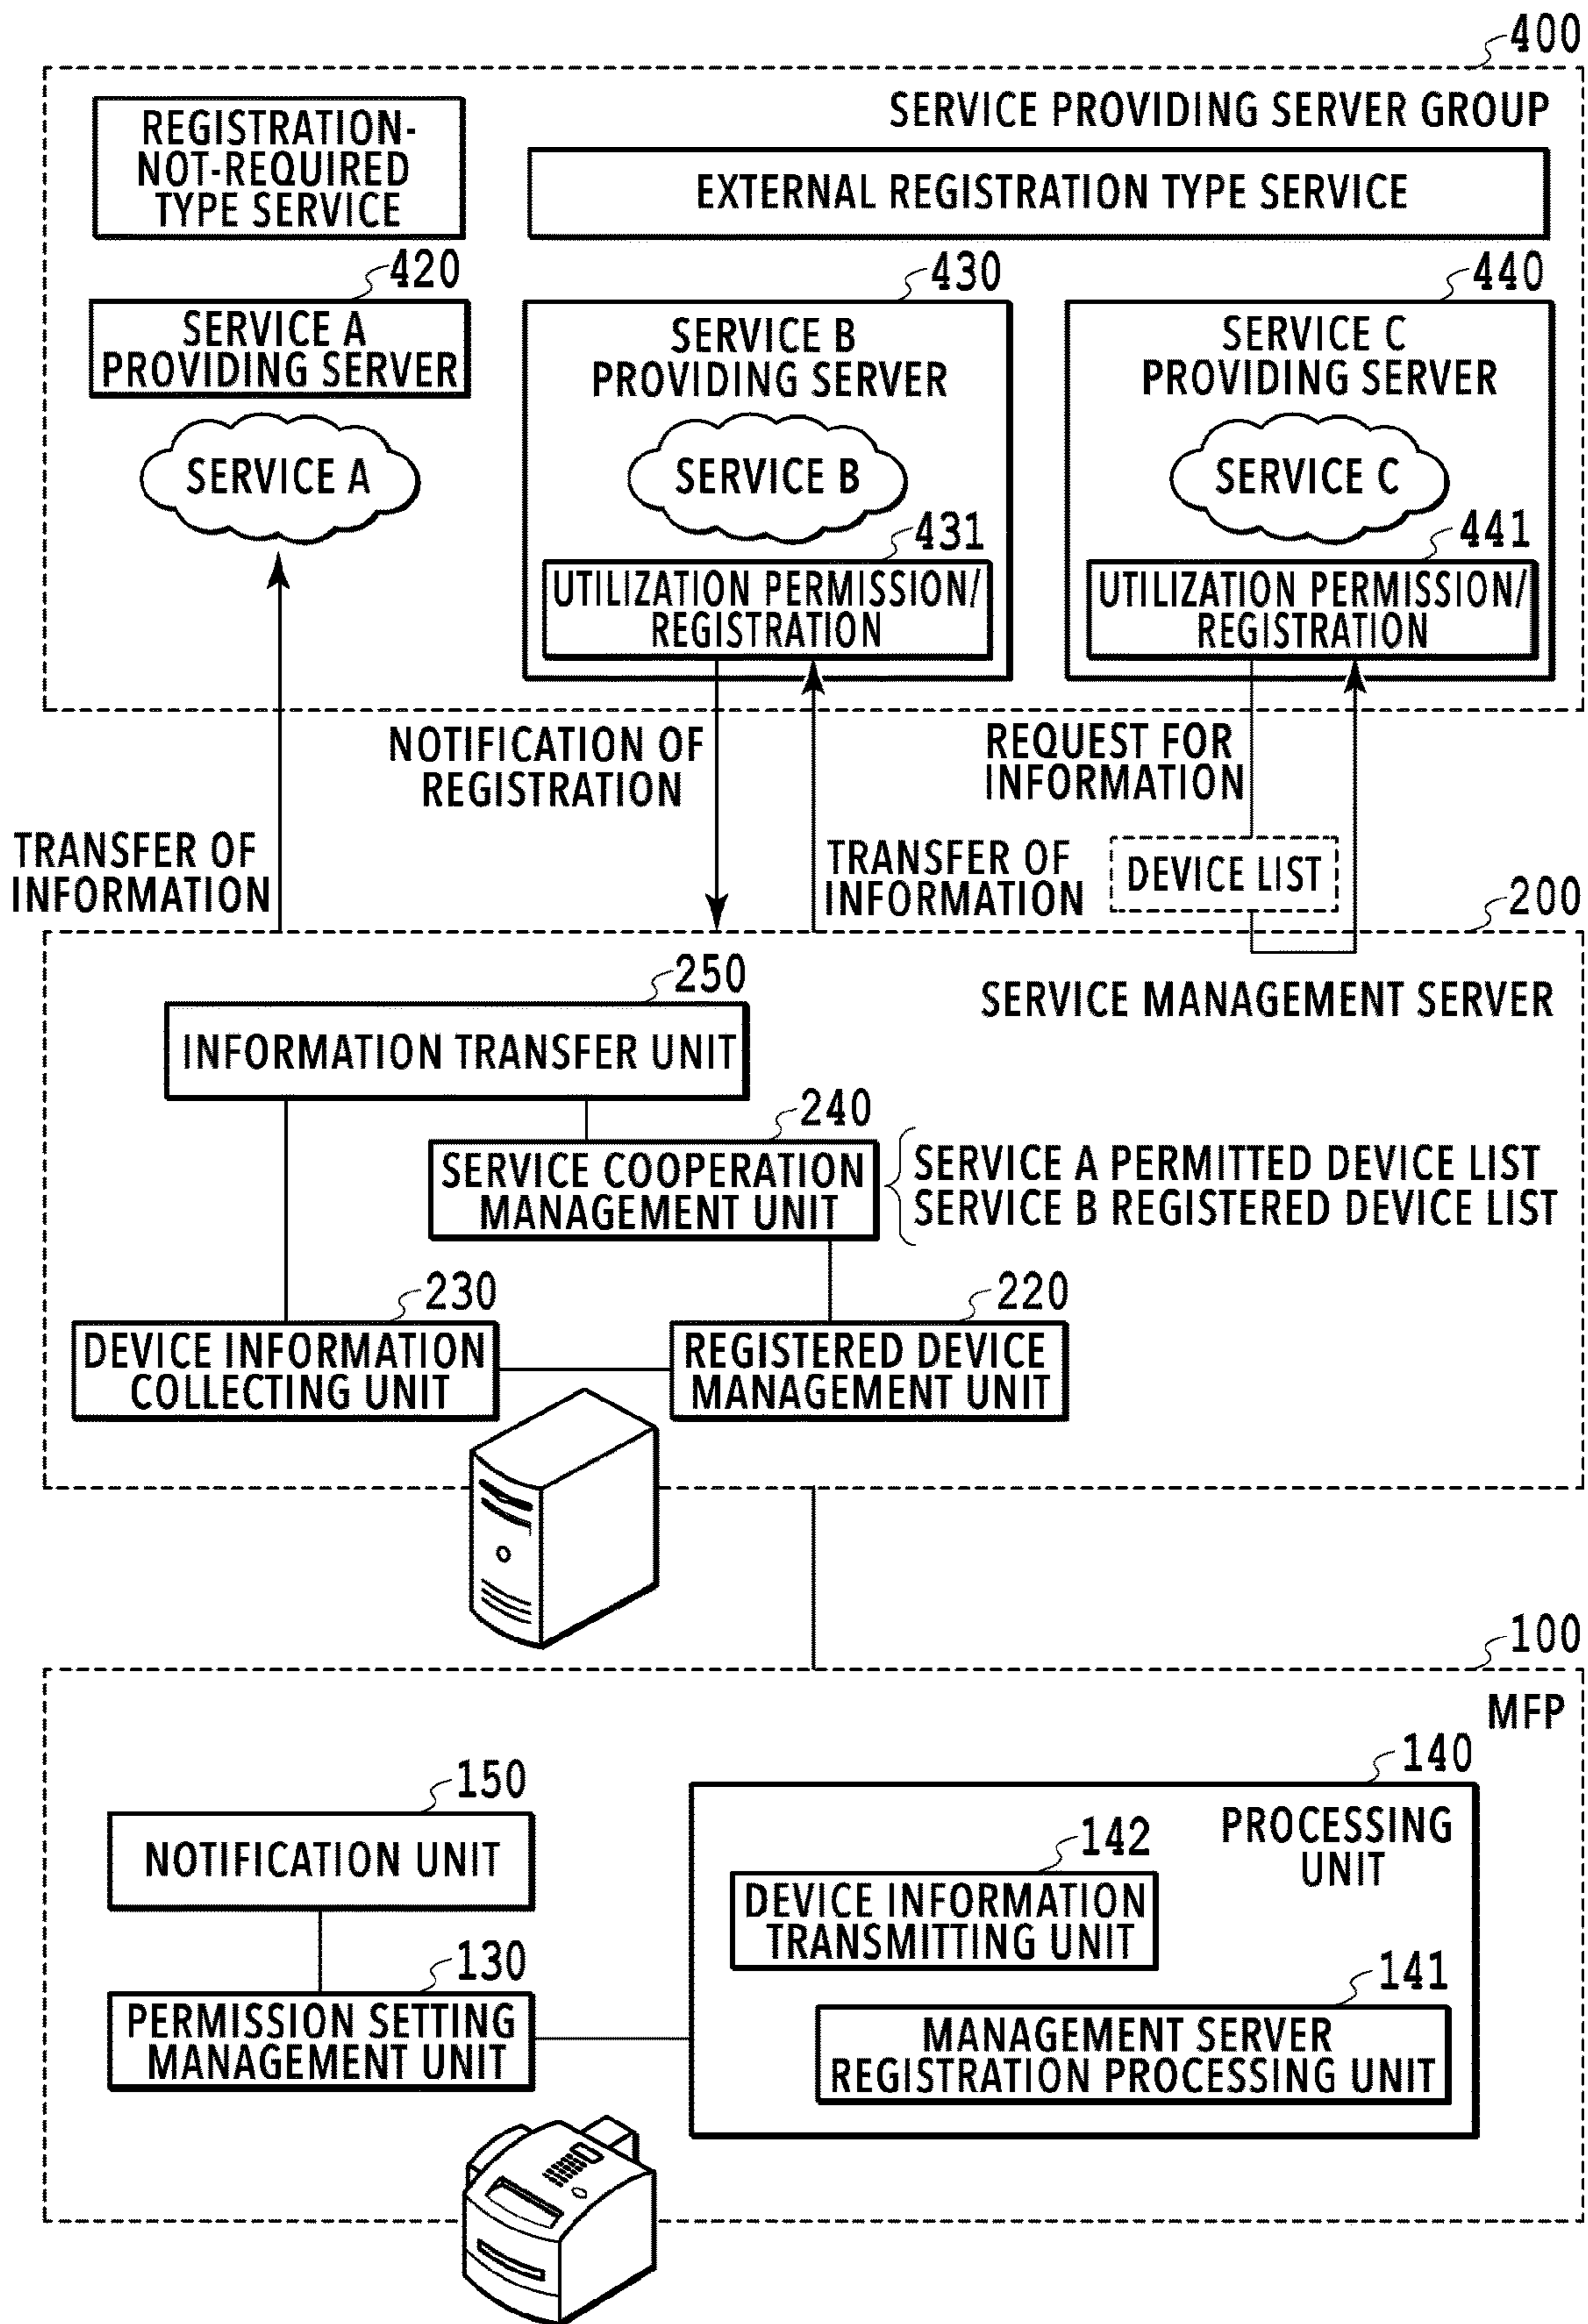 400
SERVICE PROVIDING SERVER GROUP
REGISTRATION-
NOT-REQUIRED
TYPE SERVICE
EXTERNAL REGISTRATION TYPE SERVICE
420
430
440
SERVICE A
PROVIDING SERVER
SERVICE B
PROVIDING SERVER
SERVICE C
PROVIDING SERVER
SERVICE A
SERVICE B
SERVICE C
431
441
UTILIZATION PERMISSION/
REGISTRATION
UTILIZATION PERMISSION/
REGISTRATION
NOTIFICATION OF
REGISTRATION
REQUEST FOR
INFORMATION
TRANSFER OF
INFORMATION
TRANSFER OF
INFORMATION
DEVICE LIST
200
250
SERVICE MANAGEMENT SERVER
INFORMATION TRANSFER UNIT
240
SERVICE COOPERATION
MANAGEMENT UNIT
SERVICE A PERMITTED DEVICE LIST
SERVICE B REGISTERED DEVICE LIST
230
220
DEVICE INFORMATION
COLLECTING UNIT
REGISTERED DEVICE
MANAGEMENT UNIT
100
MFP
140
150
PROCESSING
UNIT
NOTIFICATION UNIT
142
DEVICE INFORMATION
TRANSMITTING UNIT
130
141
PERMISSION SETTING
MANAGEMENT UNIT
MANAGEMENT SERVER
REGISTRATION PROCESSING UNIT